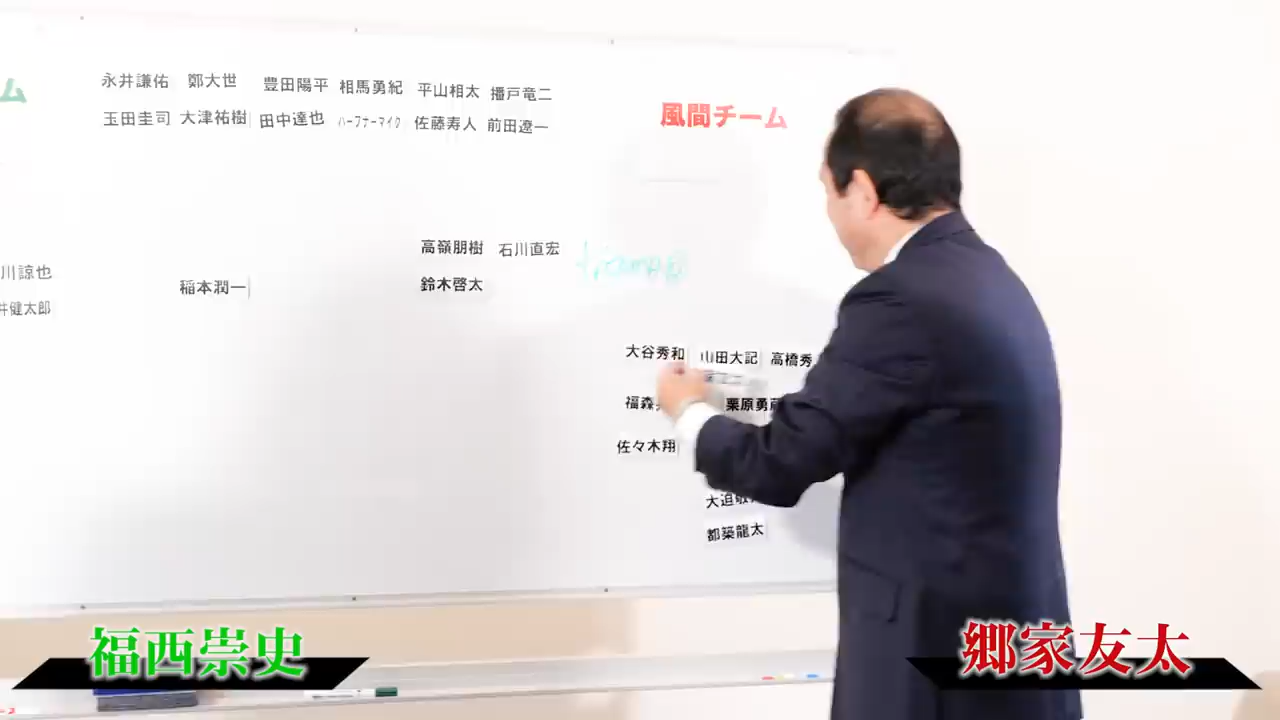 ム
永井謙佑 鄭大世 豊田陽平 相馬勇紀 平山相太 播戸竜二
玉田圭司 大津祐樹 田中達也 ハーフナーマイク 佐藤寿人 前田遼一
風間チーム
高嶺朋樹 石川直宏
川諒也
稲本潤一 鈴木啓太
井健太郎
大谷秀和 山田大記 高橋秀
福森 栗原勇蔵
佐々木翔
大迫敬
都築龍太
福西崇史
郷家友太